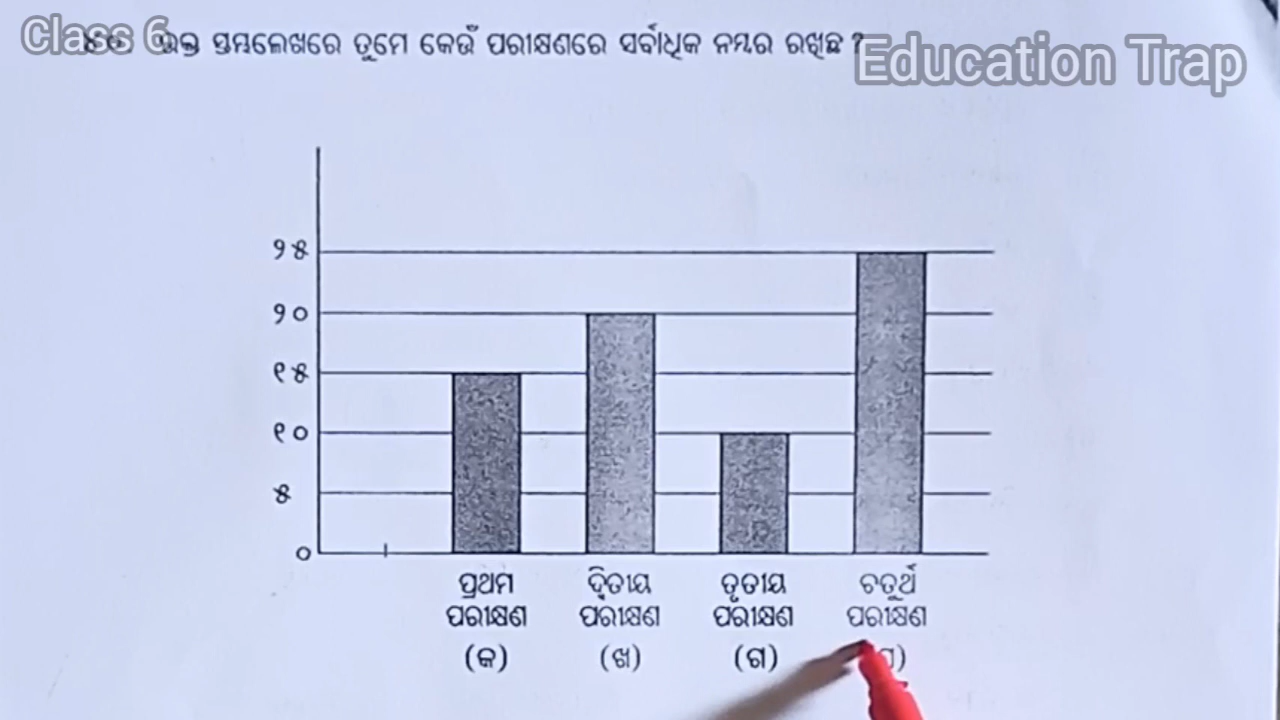 Class 6
ଉକ୍ତ ସ୍ତମ୍ଭଲେଖରେ ତୁମେ କେଉଁ ପରୀକ୍ଷଣରେ ସର୍ବାଧିକ ନମ୍ବର ରଖିଛ ?
Education Trap
୨୫
୨୦
୧୫
୧୦
୫
୦
ପ୍ରଥମ ଦ୍ୱିତୀୟ ତୃତୀୟ ଚତୁର୍ଥ
ପରୀକ୍ଷଣ ପରୀକ୍ଷଣ ପରୀକ୍ଷଣ ପରୀକ୍ଷଣ
(କ) (ଖ) (ଗ)